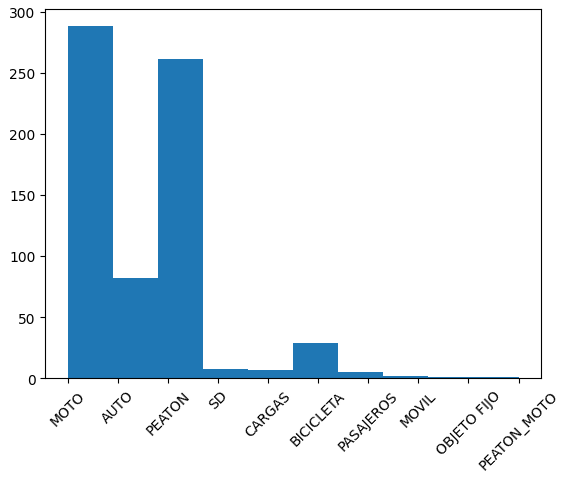 300
250
200
150
100
50
0
MOTO
AUTO
PEATON
SD
CARGAS
BICICLETA
PASAJEROS
MOVIL
OBJETO FIJO
PEATON_MOTO